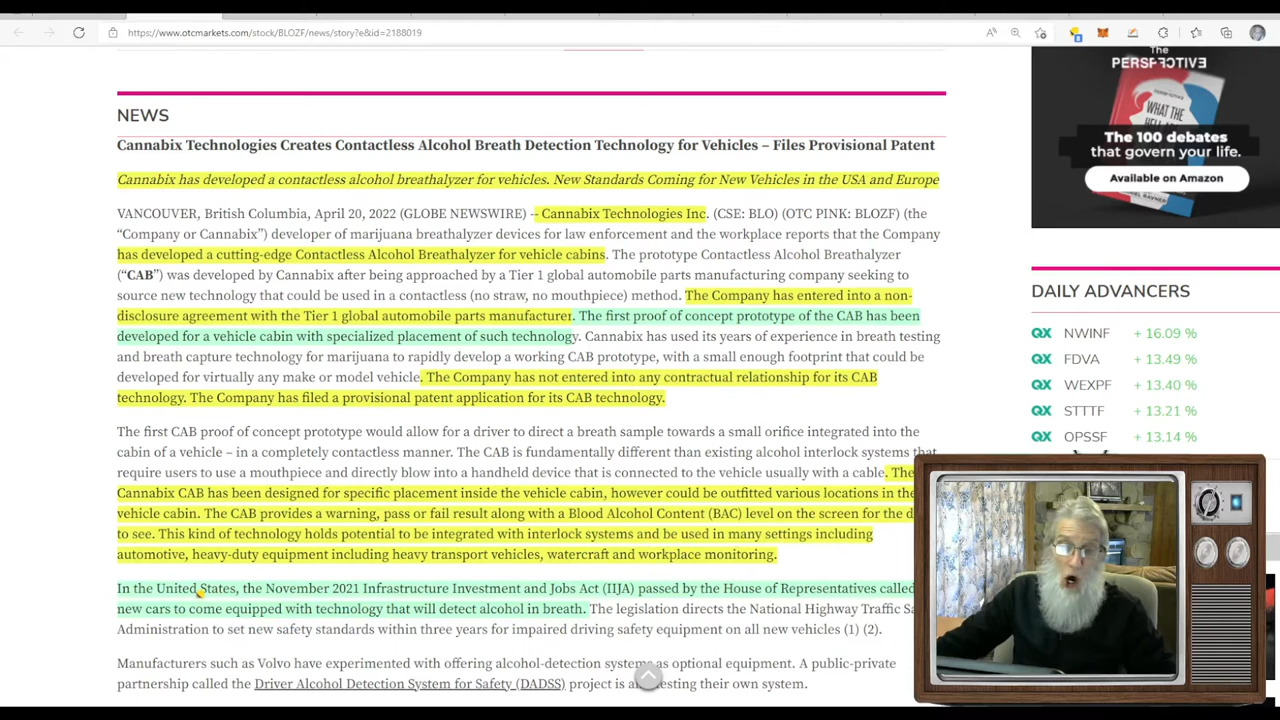 https://www.otcmarkets.com/stock/BLOZF/news/story?e&id=2188019
NEWS
Cannabix Technologies Creates Contactless Alcohol Breath Detection Technology for Vehicles – Files Provisional Patent
Cannabix has developed a contactless alcohol breathalyzer for vehicles. New Standards Coming for New Vehicles in the USA and Europe
VANCOUVER, British Columbia, April 20, 2022 (GLOBE NEWSWIRE) -- Cannabix Technologies Inc. (CSE: BLO) (OTC PINK: BLOZF) (the
“Company or Cannabix”) developer of marijuana breathalyzer devices for law enforcement and the workplace reports that the Company
has developed a cutting-edge Contactless Alcohol Breathalyzer for vehicle cabins. The prototype Contactless Alcohol Breathalyzer
(“CAB”) was developed by Cannabix after being approached by a Tier 1 global automobile parts manufacturing company seeking to
source new technology that could be used in a contactless (no straw, no mouthpiece) method. The Company has entered into a non-
disclosure agreement with the Tier 1 global automobile parts manufacturer. The first proof of concept prototype of the CAB has been
developed for a vehicle cabin with specialized placement of such technology. Cannabix has used its years of experience in breath testing
and breath capture technology for marijuana to rapidly develop a working CAB prototype, with a small enough footprint that could be
developed for virtually any make or model vehicle. The Company has not entered into any contractual relationship for its CAB
technology. The Company has filed a provisional patent application for its CAB technology.
The first CAB proof of concept prototype would allow for a driver to direct a breath sample towards a small orifice integrated into the
cabin of a vehicle – in a completely contactless manner. The CAB is fundamentally different than existing alcohol interlock systems that
require users to use a mouthpiece and directly blow into a handheld device that is connected to the vehicle usually with a cable. The
Cannabix CAB has been designed for specific placement inside the vehicle cabin, however could be outfitted various locations in the
vehicle cabin. The CAB provides a warning, pass or fail result along with a Blood Alcohol Content (BAC) level on the screen for the
to see. This kind of technology holds potential to be integrated with interlock systems and be used in many settings including
automotive, heavy-duty equipment including heavy transport vehicles, watercraft and workplace monitoring.
In the United States, the November 2021 Infrastructure Investment and Jobs Act (IIJA) passed by the House of Representatives called
new cars to come equipped with technology that will detect alcohol in breath. The legislation directs the National Highway Traffic
Administration to set new safety standards within three years for impaired driving safety equipment on all new vehicles (1) (2).
Manufacturers such as Volvo have experimented with offering alcohol-detection systems as optional equipment. A public-private
partnership called the Driver Alcohol Detection System for Safety (DADSS) project is also testing their own system.
The
PERSPECTIVE
WHAT THE
The 100 debates
that govern your life.
Available on Amazon
DAILY ADVANCERS
QX NWINF + 16.09 %
QX FDVA + 13.49 %
QX WEXPF + 13.40 %
QX STTTF + 13.21 %
QX OPSSF + 13.14 %